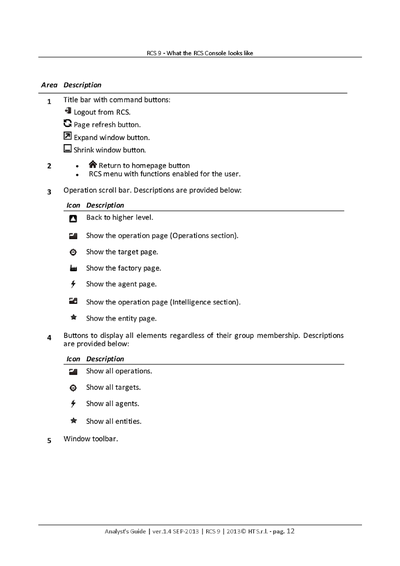 RCS 9 - What the RCS Console looks like
Area Description
1 Title bar with command buttons:
Logout from RCS.
Page refresh button.
Expand window button.
Shrink window button.
2 • Return to homepage button
• RCS menu with functions enabled for the user.
3 Operation scroll bar. Descriptions are provided below:
Icon Description
Back to higher level.
Show the operation page (Operations section).
Show the target page.
Show the factory page.
Show the agent page.
Show the operation page (Intelligence section).
Show the entity page.
4 Buttons to display all elements regardless of their group membership. Descriptions
are provided below:
Icon Description
Show all operations.
Show all targets.
Show all agents.
Show all entities.
5 Window toolbar.
Analyst's Guide | ver.1.4 SEP-2013 | RCS 9 | 2013© HT S.r.l. - pag. 12